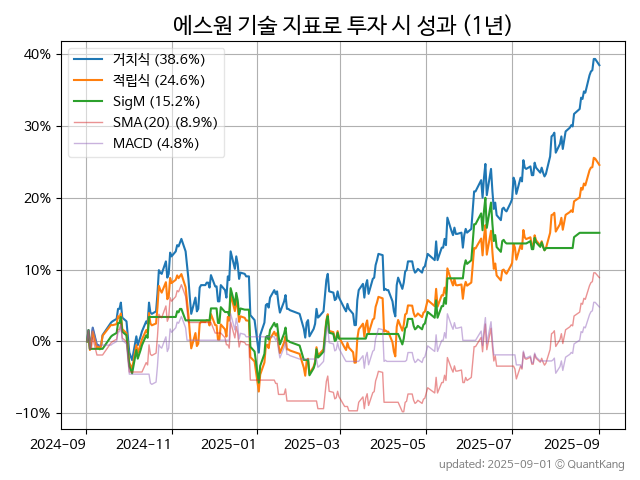 에스원 기술 지표로 투자 시 성과 (1년)
거치식 (38.6%)
적립식 (24.6%)
SigM (15.2%)
SMA(20) (8.9%)
MACD (4.8%)
40%
30%
20%
10%
0%
−10%
2024-09 2024-11 2025-01 2025-03 2025-05 2025-07 2025-09
updated: 2025-09-01 © QuantKang